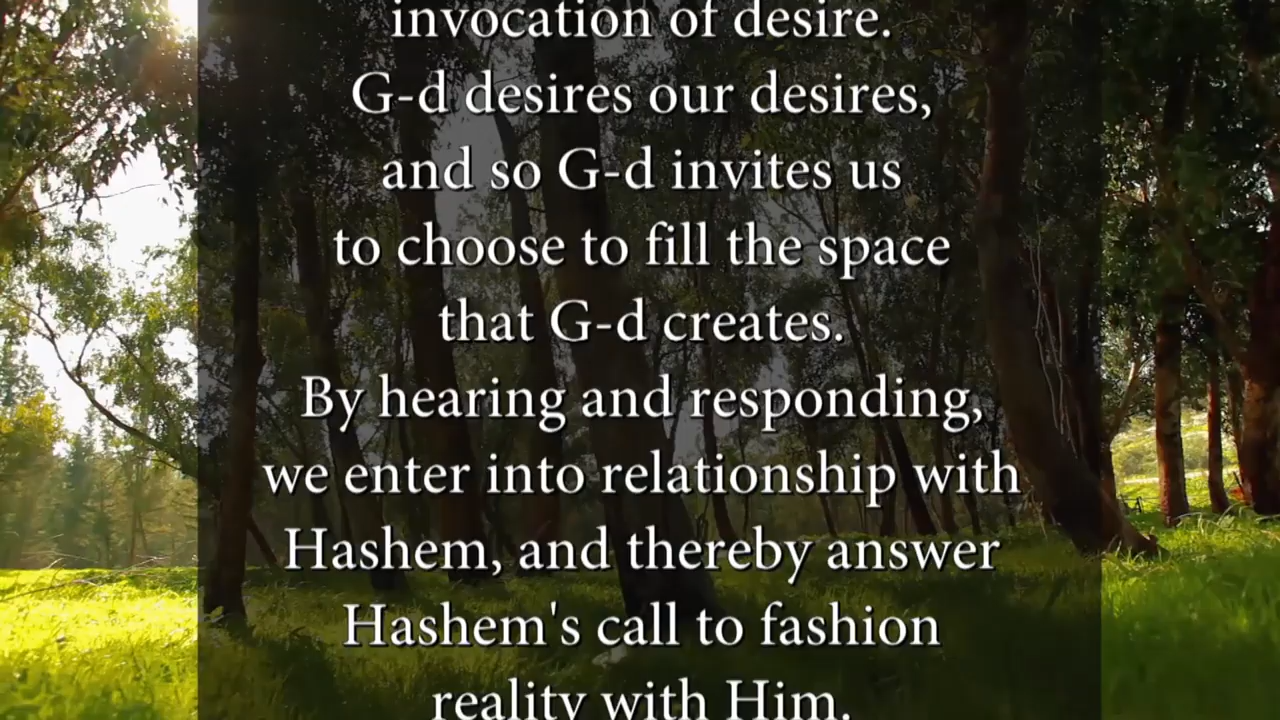 invocation of desire.
G-d desires our desires,
and so G-d invites us
to choose to fill the space
that G-d creates.
By hearing and responding,
we enter into relationship with
Hashem, and thereby answer
Hashem's call to fashion
reality with Him.